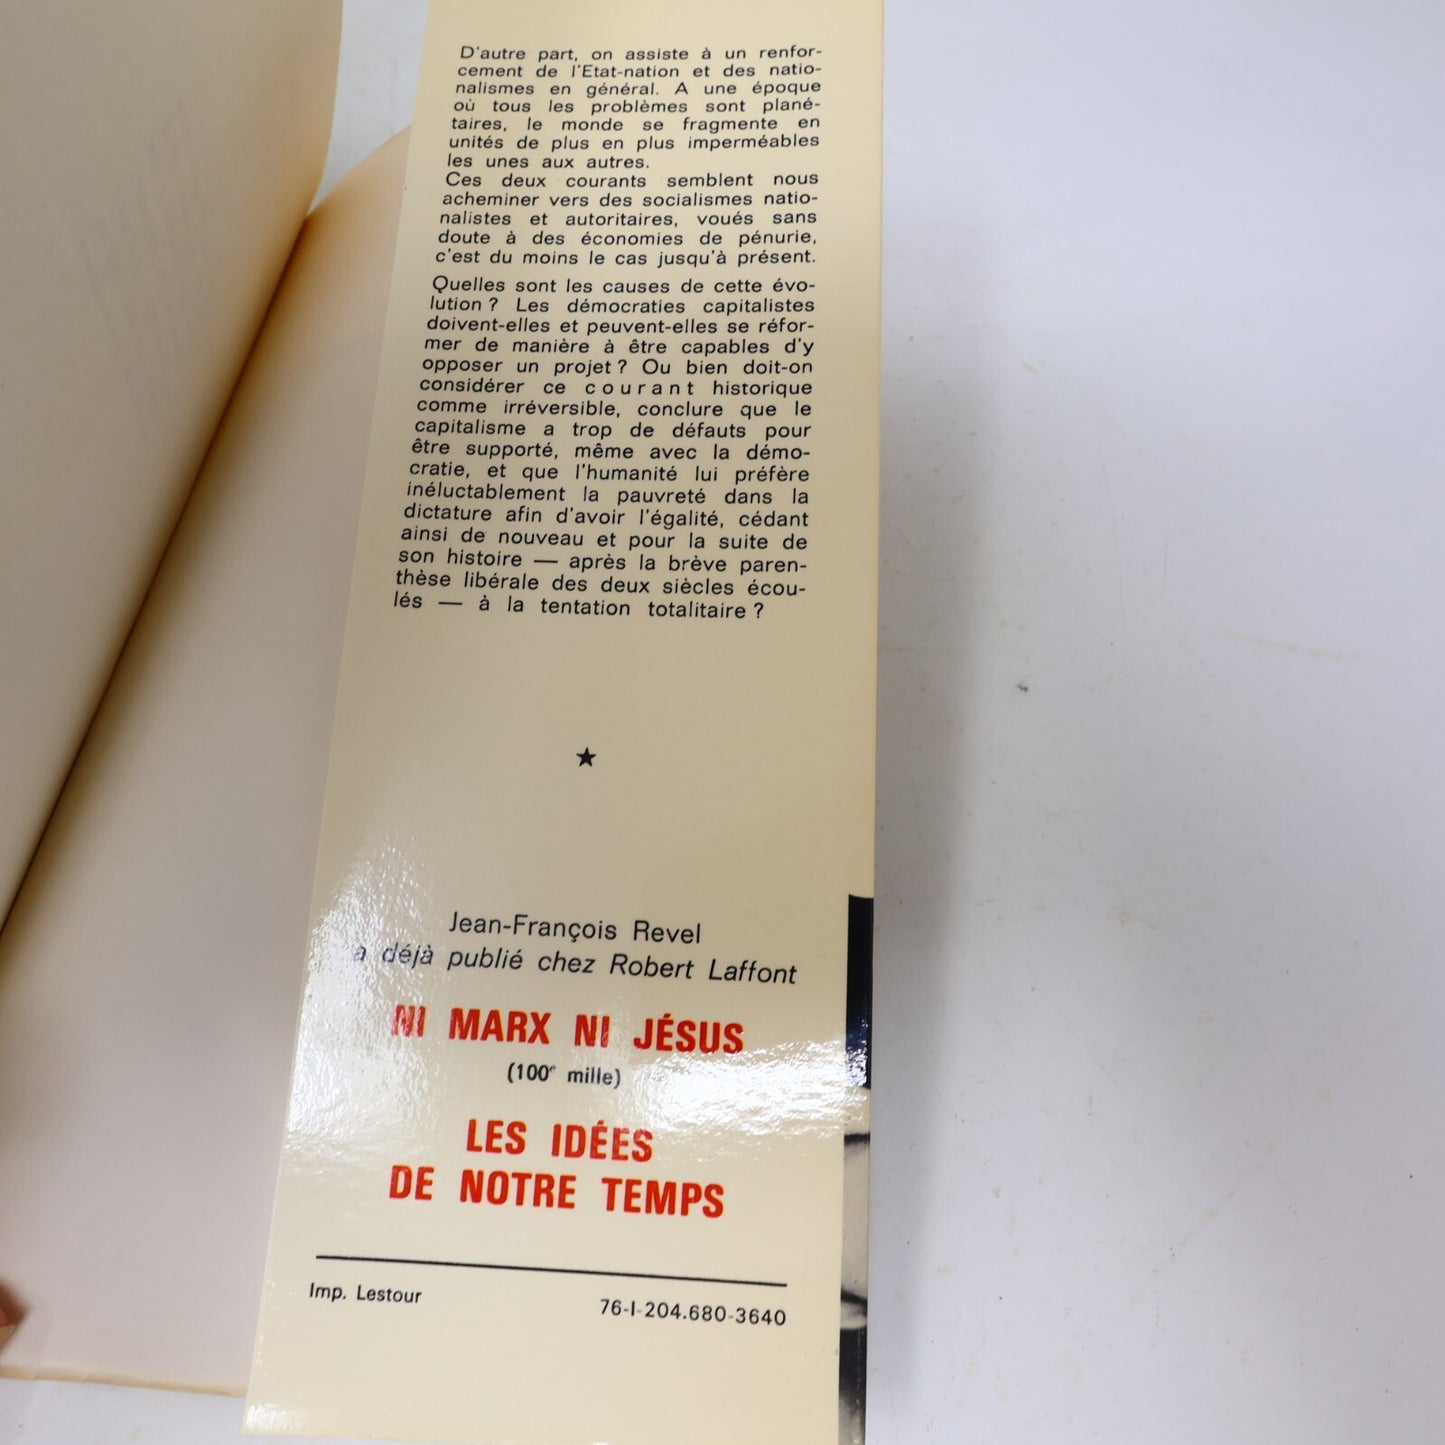 D'autre part, on assiste à un renfor-
cement de l'Etat-nation et des natio-
nalismes en général. A une époque
où tous les problèmes sont plané-
taires, le monde se fragmente en
unités de plus en plus imperméables
les unes aux autres.
Ces deux courants semblent nous
acheminer vers des socialismes natio-
nalistes et autoritaires, voués sans
doute à des économies de pénurie,
c'est du moins le cas jusqu'à présent.
Quelles sont les causes de cette évo-
lution ? Les démocraties capitalistes
doivent-elles et peuvent-elles se réfor-
mer de manière à être capables d'y
opposer un projet ? Ou bien doit-on
considérer ce courant historique
comme irréversible, conclure que le
capitalisme a trop de défauts pour
être supporté, même avec la démo-
cratie, et que l'humanité lui préfère
inéluctablement la pauvreté dans la
dictature afin d'avoir l'égalité, cédant
ainsi de nouveau et pour la suite de
son histoire — après la brève paren-
thèse libérale des deux siècles écou-
lés — à la tentation totalitaire ?
★
Jean-François Revel
a déjà publié chez Robert Laffont
NI MARX NI JÉSUS
(100e mille)
LES IDÉES
DE NOTRE TEMPS
Imp. Lestour
76-I-204.680-3640